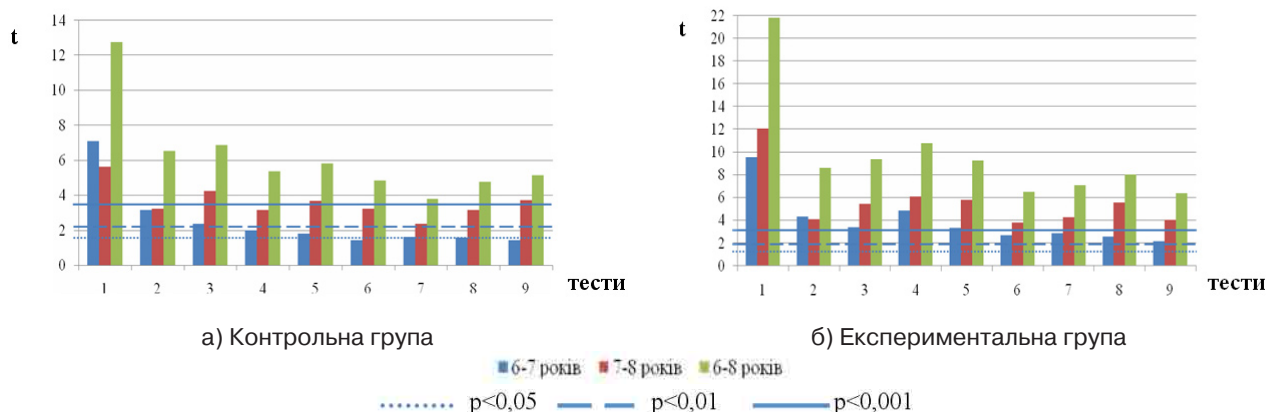 t
14
12
10
8
6
4
2
0
1 2 3 4 5 6 7 8 9
тести
а) Контрольна група
t
22
20
18
16
14
12
10
8
6
4
2
0
1 2 3 4 5 6 7 8 9
тести
б) Експериментальна група
6-7 років 7-8 років 6-8 років
p<0,05 p<0,01 p<0,001